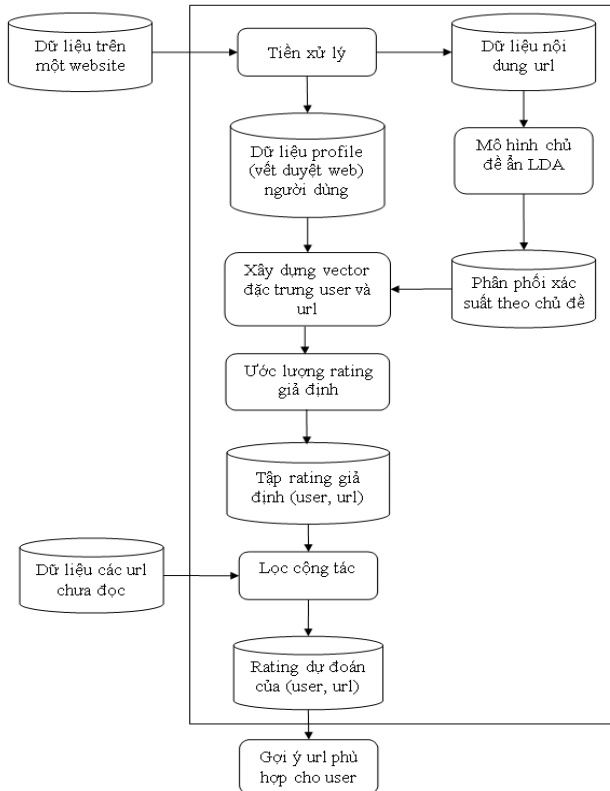 Dữ liệu trên
một website
Tiền xử lý
Dữ liệu nội
dung url
Dữ liệu profile
(vết duyệt web)
người dùng
Mô hình chủ
đề ẩn LDA
Xây dựng vector
đặc trưng user và
url
Phân phối xác
suất theo chủ đề
Ước lượng rating
giả định
Tập rating giả
định (user, url)
Dữ liệu các url
chưa đọc
Lọc cộng tác
Rating dự đoán
của (user, url)
Gợi ý url phù
hợp cho user